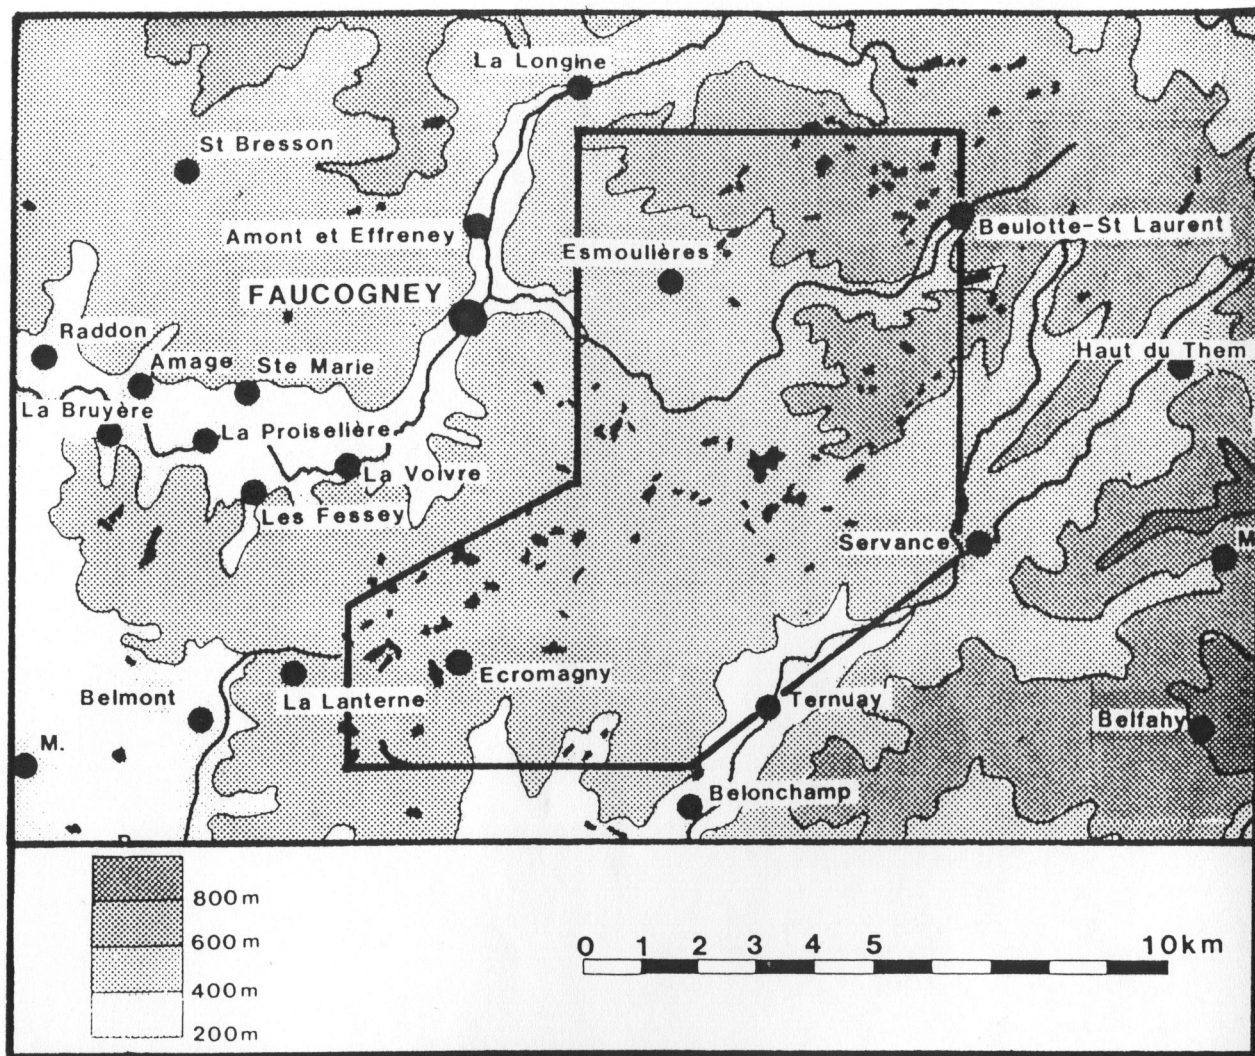 La Longine
St Bresson
Amont et Effreney
Beulotte-St Laurent
Esmoulières
FAUCOGNEY
Raddon
Haut du Them
Amage
Ste Marie
La Bruyère
La Proiselière
La Voivre
Les Fessey
Servance
M
Ecromagny
La Lanterne
Belmont
Ternuay
Belfahy
M.
Belonchamp
800m
600m
400m
200m
0 1 2 3 4 5 10km